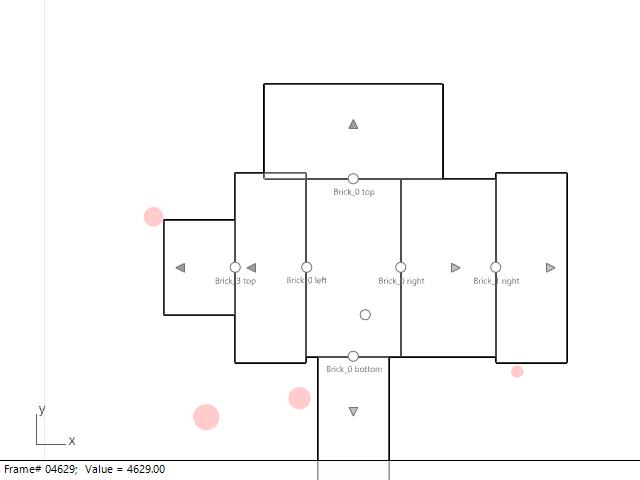 Brick_0 top
Brick_3 top
Brick_0 left
Brick_0 right
Brick_1 right
Brick_0 bottom
y
x
Frame# 04629; Value = 4629.00